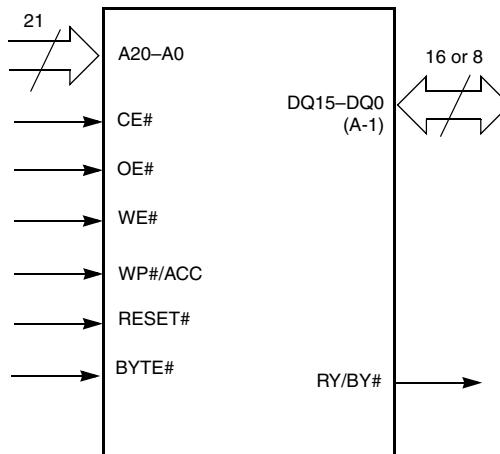 21
A20–A0
16 or 8
CE#
DQ15–DQ0
(A-1)
OE#
WE#
WP#/ACC
RESET#
BYTE#
RY/BY#